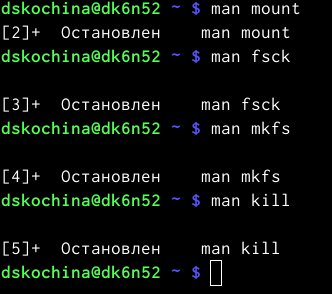 dskochina@dk6n52 ~ $ man mount
[2]+  Остановлен    man mount
dskochina@dk6n52 ~ $ man fsck
[3]+  Остановлен    man fsck
dskochina@dk6n52 ~ $ man mkfs
[4]+  Остановлен    man mkfs
dskochina@dk6n52 ~ $ man kill
[5]+  Остановлен    man kill
dskochina@dk6n52 ~ $